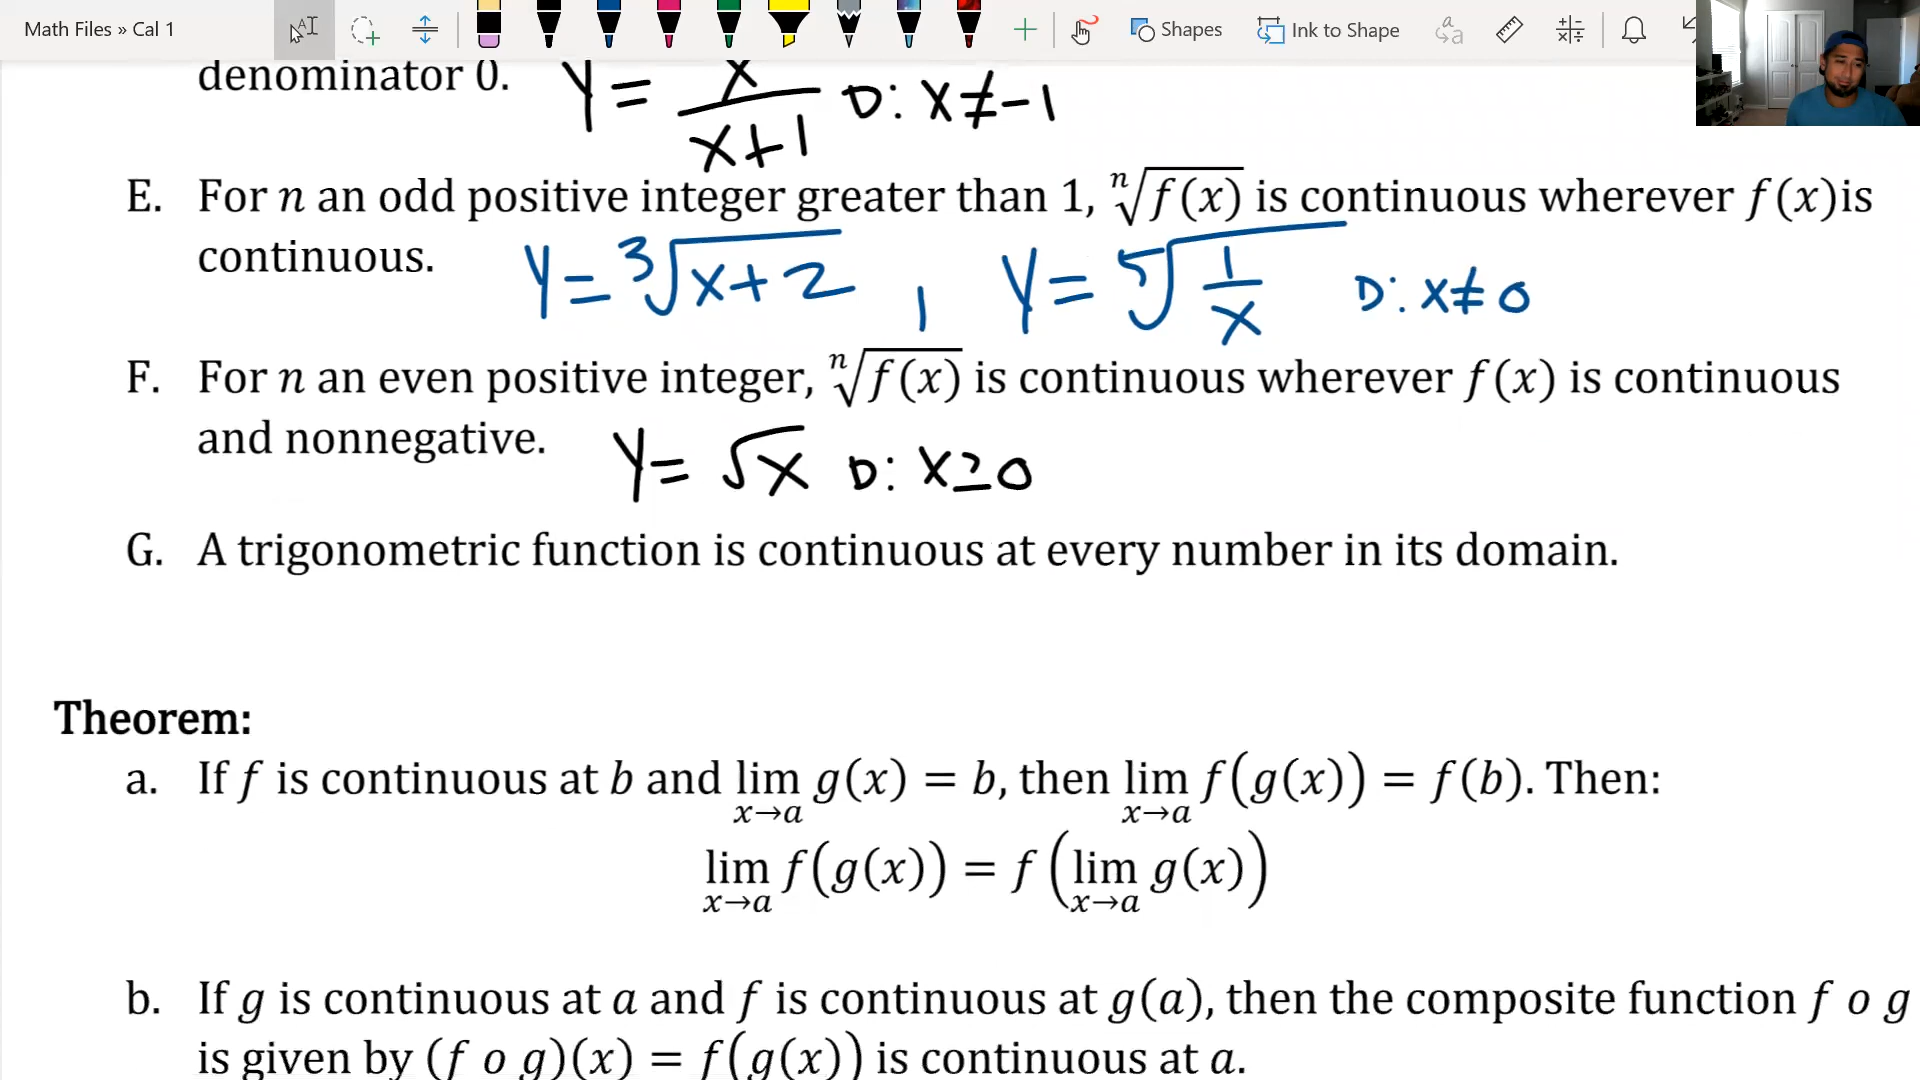 Math Files » Cal 1
Shapes
Ink to Shape
denominator 0. Y = x/(x+1) D: x ≠ -1
E. For n an odd positive integer greater than 1, ⁿ√f(x) is continuous wherever f(x)is
continuous. Y = ³√(x+2) , Y = ⁵√(1/x) D: x ≠ 0
F. For n an even positive integer, ⁿ√f(x) is continuous wherever f(x) is continuous
and nonnegative. Y = √x D: x ≥ 0
G. A trigonometric function is continuous at every number in its domain.
Theorem:
a. If f is continuous at b and lim x→a g(x) = b, then lim x→a f(g(x)) = f(b). Then:
lim x→a f(g(x)) = f(lim x→a g(x))
b. If g is continuous at a and f is continuous at g(a), then the composite function f o g
is given by (f o g)(x) = f(g(x)) is continuous at a.